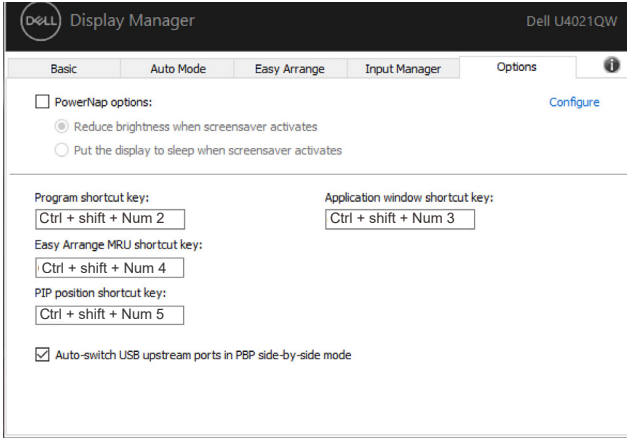 DELL Display Manager Dell U4021QW
Basic Auto Mode Easy Arrange Input Manager Options i
PowerNap options: Configure
Reduce brightness when screensaver activates
Put the display to sleep when screensaver activates
Program shortcut key: Application window shortcut key:
Ctrl + shift + Num 2 Ctrl + shift + Num 3
Easy Arrange MRU shortcut key:
Ctrl + shift + Num 4
PIP position shortcut key:
Ctrl + shift + Num 5
Auto-switch USB upstream ports in PBP side-by-side mode